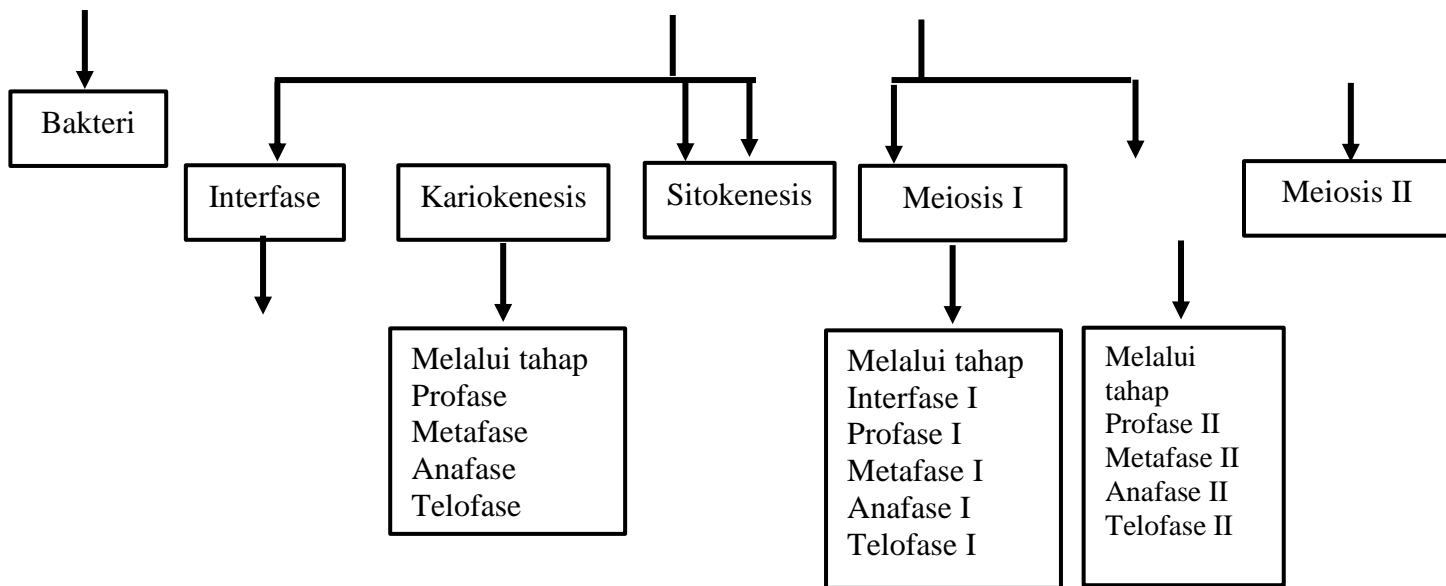 Bakteri
Interfase
Kariokenesis
Sitokenesis
Meiosis I
Meiosis II
Melalui tahap
Profase
Metafase
Anafase
Telofase
Melalui tahap
Interfase I
Profase I
Metafase I
Anafase I
Telofase I
Melalui
tahap
Profase II
Metafase II
Anafase II
Telofase II